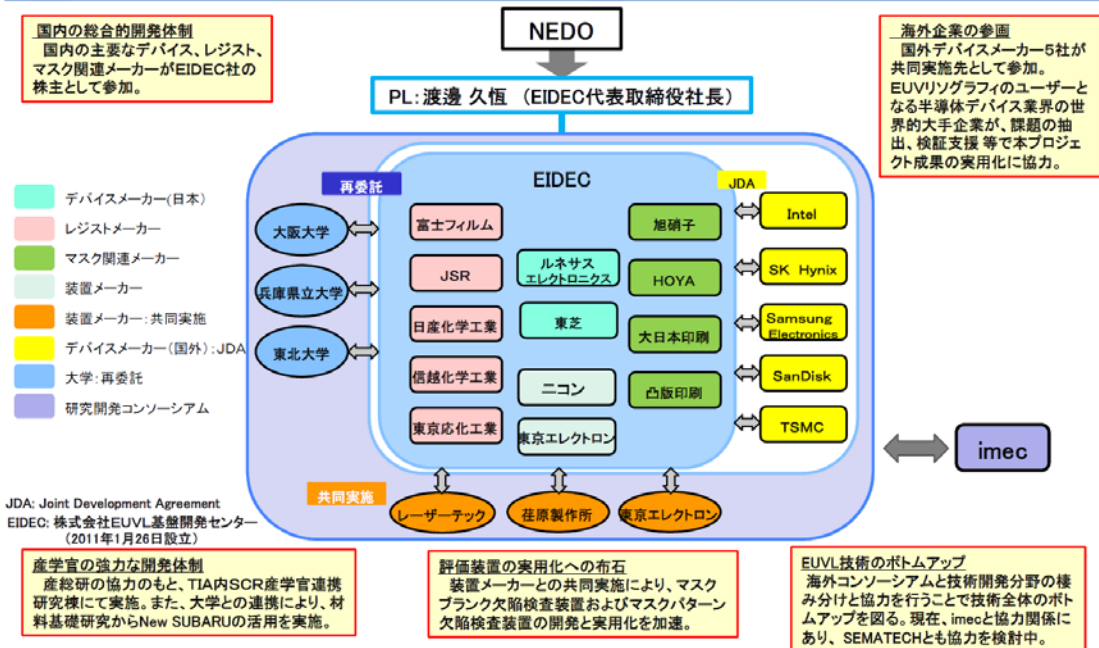 国内の総合的開発体制
国内の主要なデバイス、レジスト、
マスク関連メーカーがEIDEC社の
株主として参加。
NEDO
海外企業の参画
国外デバイスメーカー5社が
共同実施先として参加。
EUVリソグラフィのユーザーと
なる半導体デバイス業界の世
界的大手企業が、課題の抽
出、検証支援 等で本プロジェ
クト成果の実用化に協力。
PL:渡邊 久恆 (EIDEC代表取締役社長)
デバイスメーカー(日本)
レジストメーカー
マスク関連メーカー
装置メーカー
装置メーカー:共同実施
デバイスメーカー(国外):JDA
大学:再委託
研究開発コンソーシアム
再委託
EIDEC
JDA
大阪大学
兵庫県立大学
東北大学
富士フィルム
JSR
日産化学工業
信越化学工業
東京応化工業
ルネサス
エレクトロニクス
東芝
ニコン
東京エレクトロン
旭硝子
HOYA
大日本印刷
凸版印刷
Intel
SK Hynix
Samsung
Electronics
SanDisk
TSMC
imec
共同実施
レーザーテック
荏原製作所
東京エレクトロン
JDA: Joint Development Agreement
EIDEC: 株式会社EUVL基盤開発センター
(2011年1月26日設立)
産学官の強力な開発体制
産総研の協力のもと、TIA内SCR産学官連携
研究棟にて実施。また、大学との連携により、材
料基礎研究からNew SUBARUの活用を実施。
評価装置の実用化への布石
装置メーカーとの共同実施により、マスク
ブランク欠陥検査装置およびマスクパターン
欠陥検査装置の開発と実用化を加速。
EUVL技術のボトムアップ
海外コンソーシアムと技術開発分野の棲
み分けと協力を行うことで技術全体のボト
ムアップを図る。現在、imecと協力関係に
あり、SEMATECHとも協力を検討中。